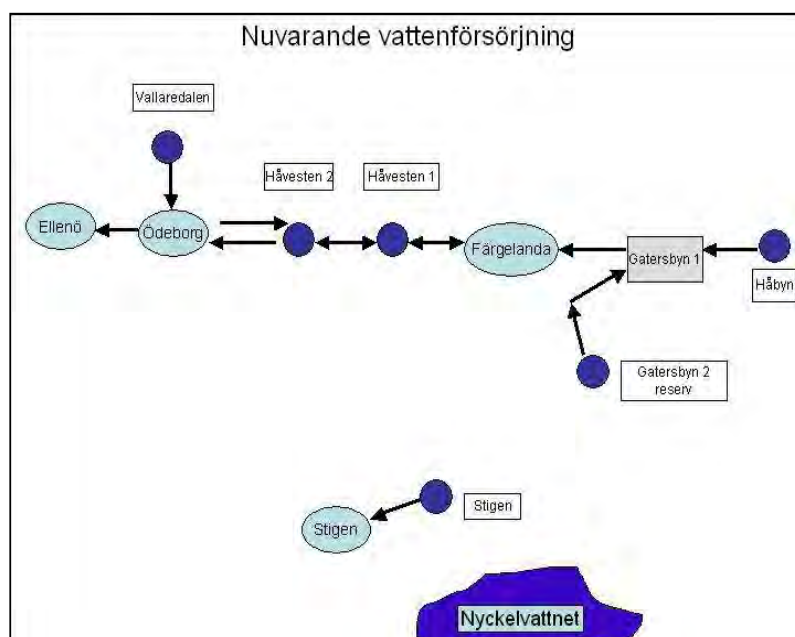 Nuvarande vattenförsörjning
Vallaredalen
Håvesten 2
Håvesten 1
Ellenö
Ödeborg
Färgelanda
Gatersbyn 1
Håbyn
Gatersbyn 2
reserv
Stigen
Stigen
Nyckelvattnet